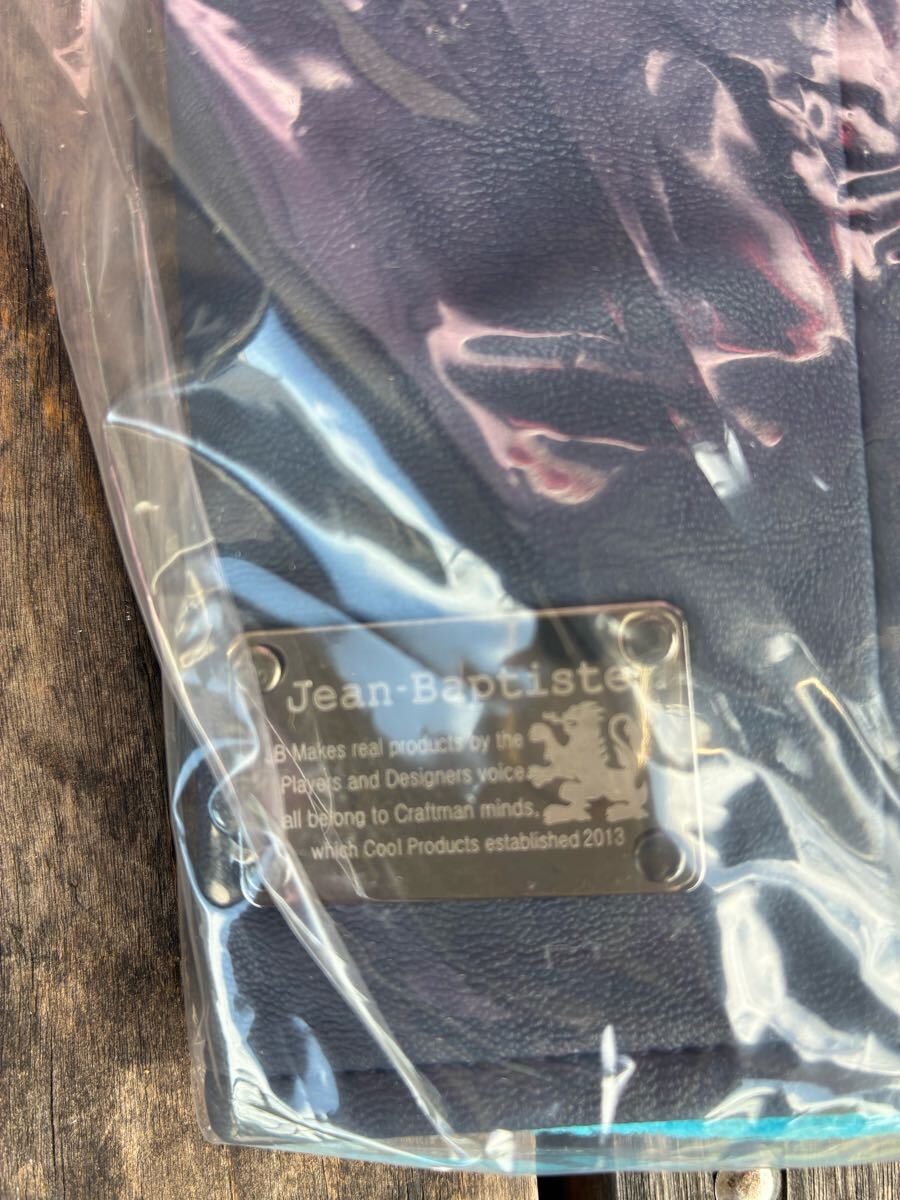 Jean-Baptiste
JB Makes real products by the
Players and Designers voice.
all belong to Craftman minds,
which Cool Products established 2013